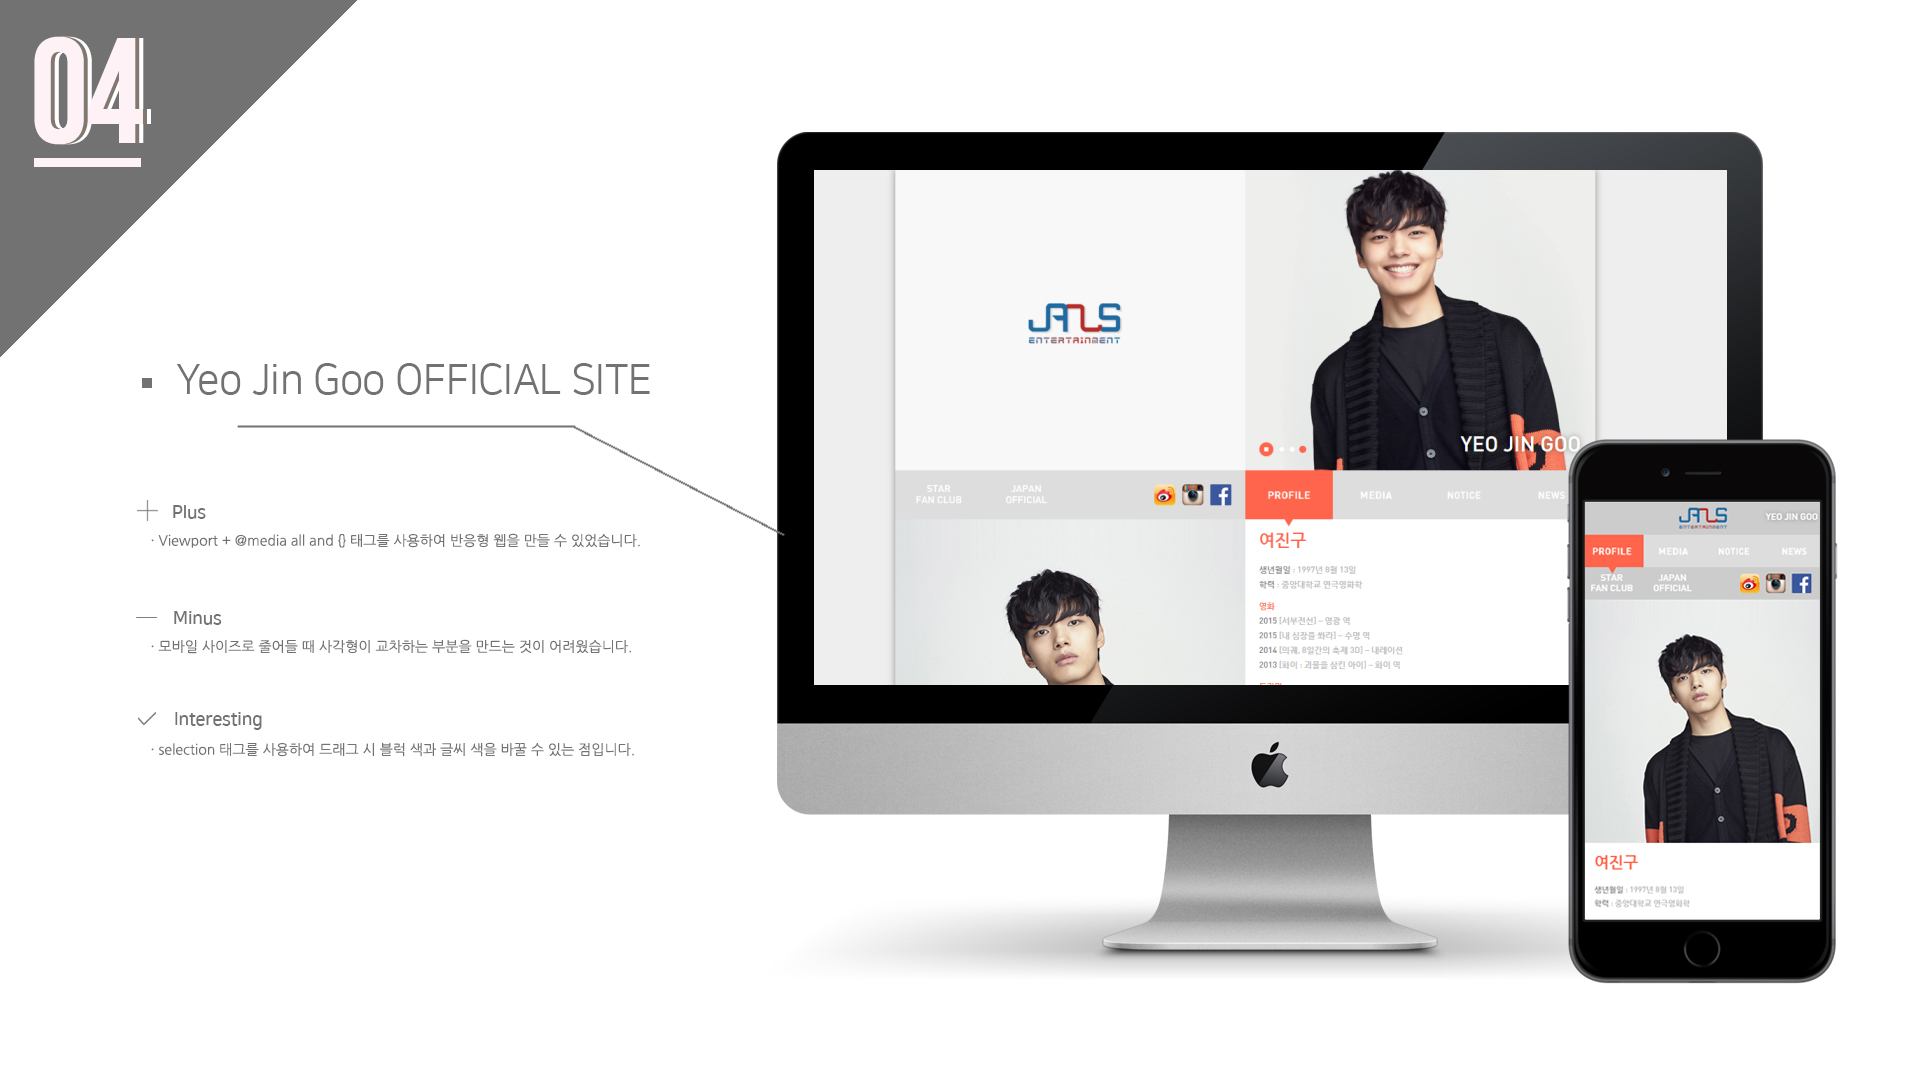 04
Yeo Jin Goo OFFICIAL SITE
Plus
· Viewport + @media all and {} 태그를 사용하여 반응형 웹을 만들 수 있었습니다.
Minus
· 모바일 사이즈로 줄어들 때 사각형이 교차하는 부분을 만드는 것이 어려웠습니다.
Interesting
· selection 태그를 사용하여 드래그 시 블럭 색과 글씨 색을 바꿀 수 있는 점입니다.
JANUS
ENTERTAINMENT
YEO JIN GOO
STAR
FAN CLUB
JAPAN
OFFICIAL
PROFILE
MEDIA
NOTICE
NEWS
여진구
생년월일 : 1997년 8월 13일
학력 : 중앙대학교 연극영화학
영화
2015 [서부전선] – 영광 역
2015 [내 심장을 쏴라] – 수명 역
2014 [의궤, 8일간의 축제 3D] – 내레이션
2013 [화이 : 괴물을 삼킨 아이] – 화이 역
JANUS
ENTERTAINMENT
YEO JIN GOO
PROFILE
MEDIA
NOTICE
NEWS
STAR
FAN CLUB
JAPAN
OFFICIAL
여진구
생년월일 : 1997년 8월 13일
학력 : 중앙대학교 연극영화학